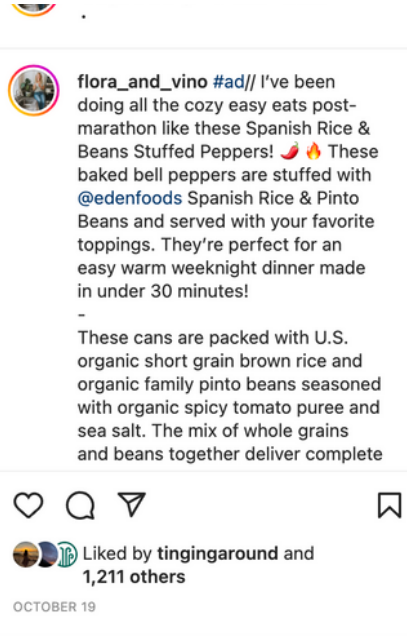 flora_and_vino #ad// I've been
doing all the cozy easy eats post-
marathon like these Spanish Rice &
Beans Stuffed Peppers! 🌶️🔥 These
baked bell peppers are stuffed with
@edenfoods Spanish Rice & Pinto
Beans and served with your favorite
toppings. They're perfect for an
easy warm weeknight dinner made
in under 30 minutes!
-
These cans are packed with U.S.
organic short grain brown rice and
organic family pinto beans seasoned
with organic spicy tomato puree and
sea salt. The mix of whole grains
and beans together deliver complete
Liked by tingingaround and
1,211 others
OCTOBER 19